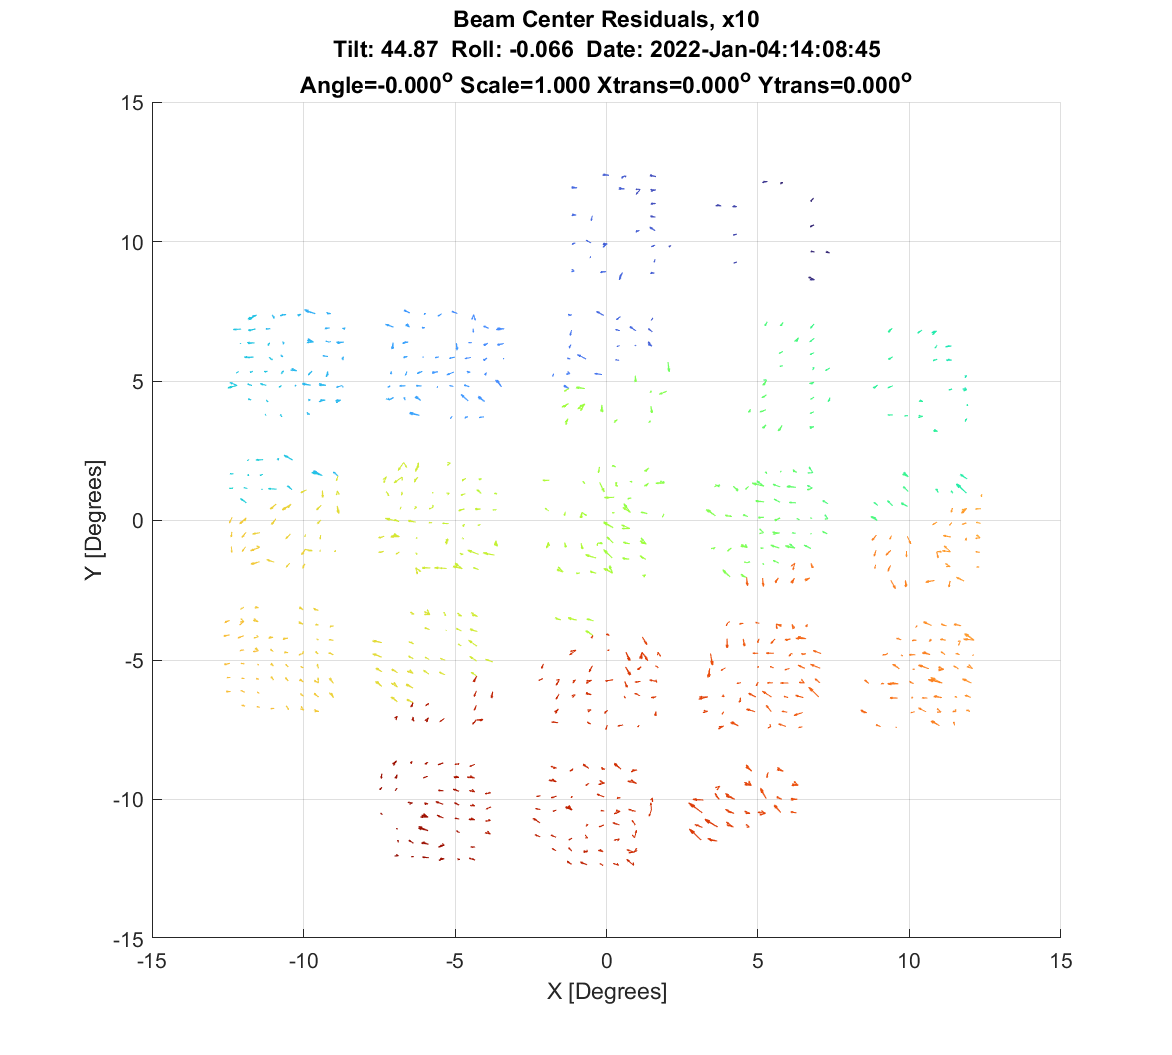 Beam Center Residuals, x10
Tilt: 44.87 Roll: -0.066 Date: 2022-Jan-04:14:08:45
Angle=-0.000° Scale=1.000 Xtrans=0.000° Ytrans=0.000°
15
10
5
0
-5
-10
-15
Y [Degrees]
-15 -10 -5 0 5 10 15
X [Degrees]